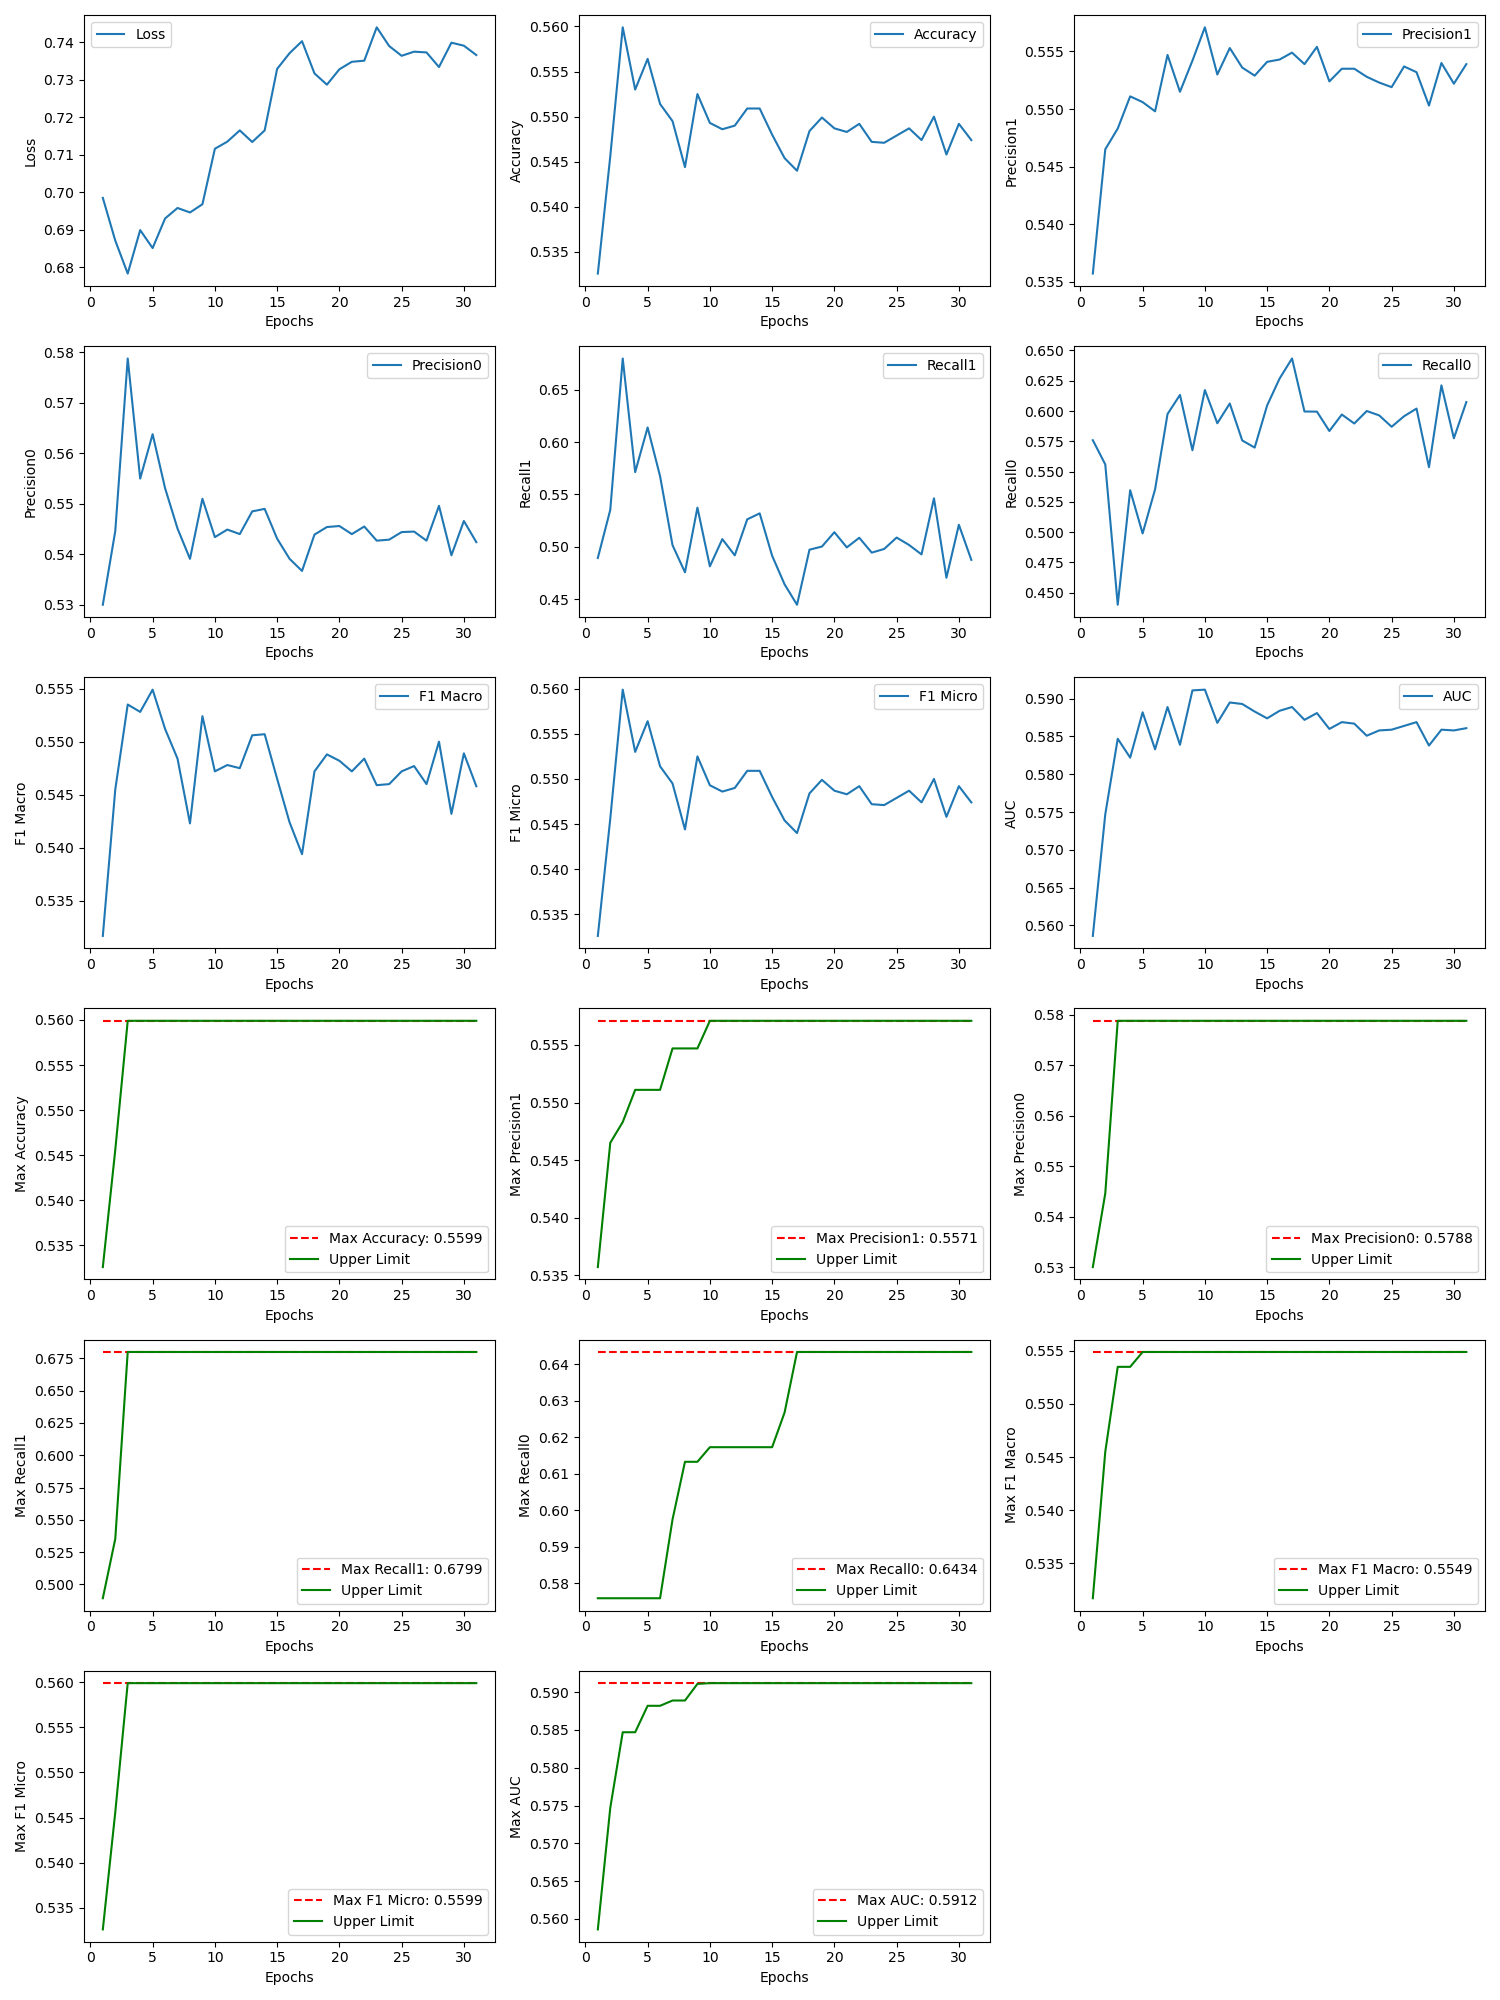 Loss
0.74
0.73
0.72
0.71
0.70
0.69
0.68
Loss
0 5 10 15 20 25 30
Epochs
Accuracy
0.560
0.555
0.550
0.545
0.540
0.535
Accuracy
0 5 10 15 20 25 30
Epochs
Precision1
0.555
0.550
0.545
0.540
0.535
Precision1
0 5 10 15 20 25 30
Epochs
Precision0
0.58
0.57
0.56
0.55
0.54
0.53
Precision0
0 5 10 15 20 25 30
Epochs
Recall1
0.65
0.60
0.55
0.50
0.45
Recall1
0 5 10 15 20 25 30
Epochs
Recall0
0.650
0.625
0.600
0.575
0.550
0.525
0.500
0.475
0.450
Recall0
0 5 10 15 20 25 30
Epochs
F1 Macro
0.555
0.550
0.545
0.540
0.535
F1 Macro
0 5 10 15 20 25 30
Epochs
F1 Micro
0.560
0.555
0.550
0.545
0.540
0.535
F1 Micro
0 5 10 15 20 25 30
Epochs
AUC
0.590
0.585
0.580
0.575
0.570
0.565
0.560
AUC
0 5 10 15 20 25 30
Epochs
Max Accuracy
0.560
0.555
0.550
0.545
0.540
0.535
Max Accuracy: 0.5599
Upper Limit
0 5 10 15 20 25 30
Epochs
Max Precision1
0.555
0.550
0.545
0.540
0.535
Max Precision1: 0.5571
Upper Limit
0 5 10 15 20 25 30
Epochs
Max Precision0
0.58
0.57
0.56
0.55
0.54
0.53
Max Precision0: 0.5788
Upper Limit
0 5 10 15 20 25 30
Epochs
Max Recall1
0.675
0.650
0.625
0.600
0.575
0.550
0.525
0.500
Max Recall1: 0.6799
Upper Limit
0 5 10 15 20 25 30
Epochs
Max Recall0
0.64
0.63
0.62
0.61
0.60
0.59
0.58
Max Recall0: 0.6434
Upper Limit
0 5 10 15 20 25 30
Epochs
Max F1 Macro
0.555
0.550
0.545
0.540
0.535
Max F1 Macro: 0.5549
Upper Limit
0 5 10 15 20 25 30
Epochs
Max F1 Micro
0.560
0.555
0.550
0.545
0.540
0.535
Max F1 Micro: 0.5599
Upper Limit
0 5 10 15 20 25 30
Epochs
Max AUC
0.590
0.585
0.580
0.575
0.570
0.565
0.560
Max AUC: 0.5912
Upper Limit
0 5 10 15 20 25 30
Epochs